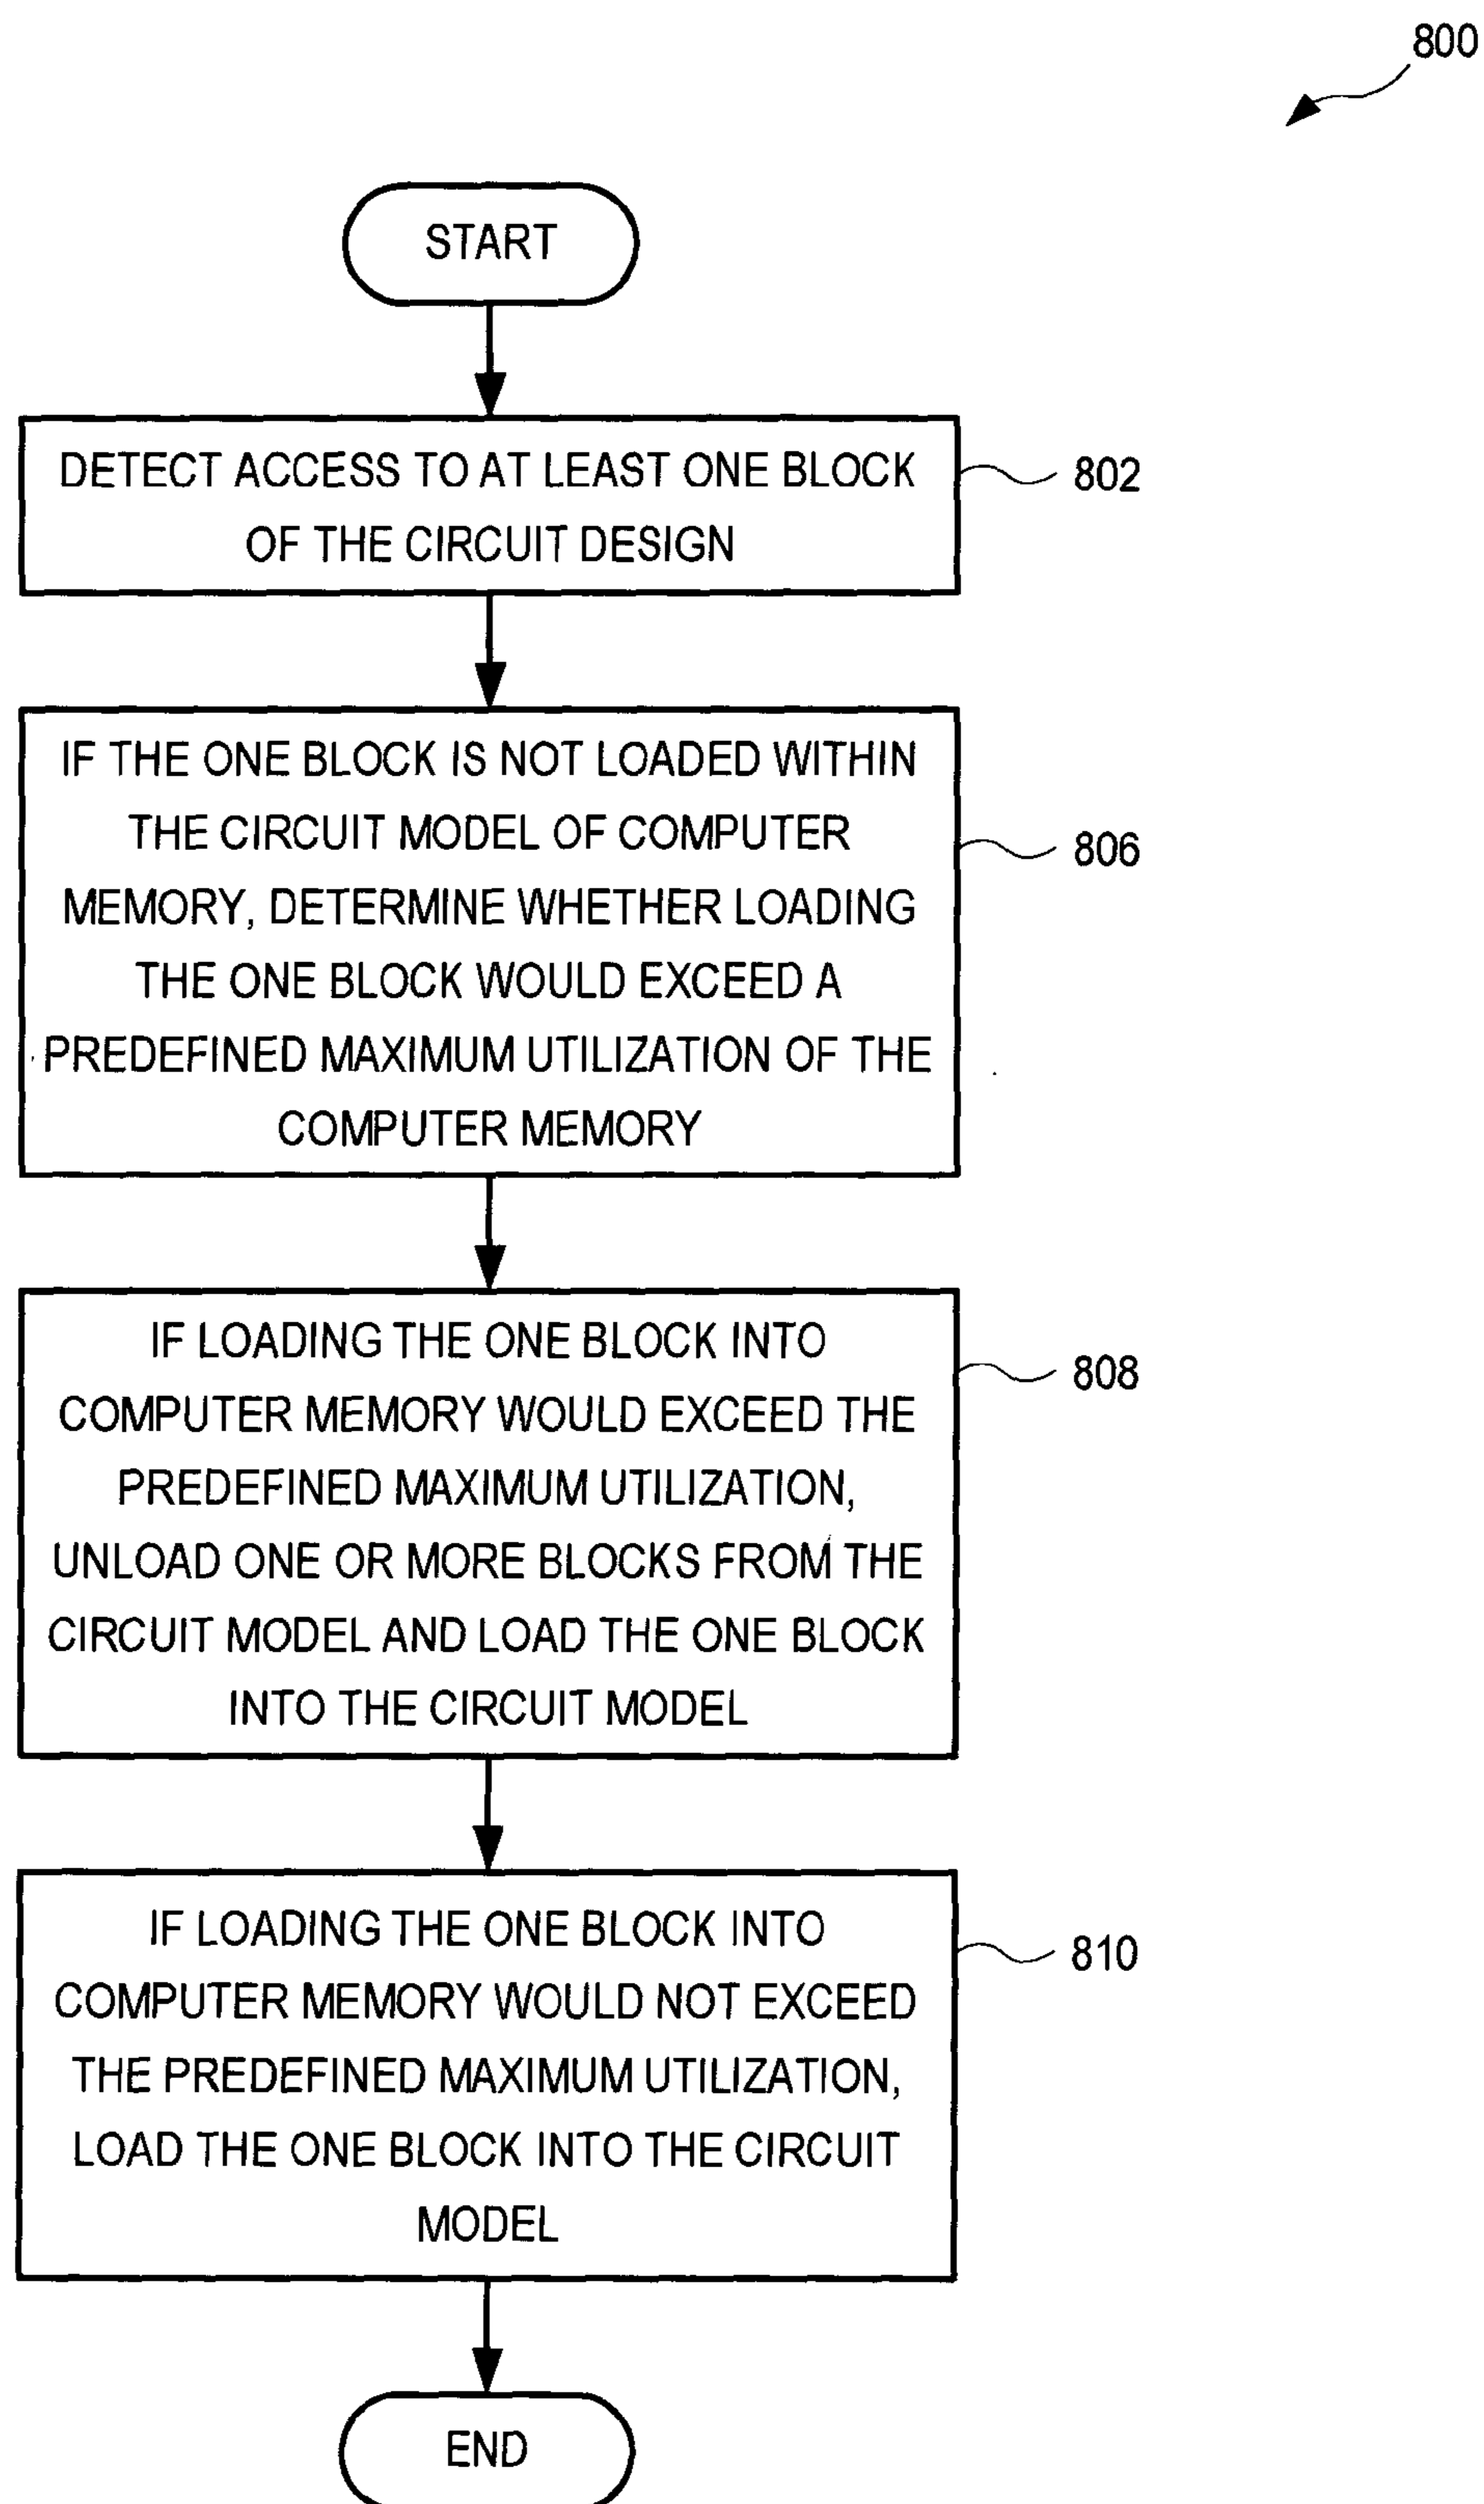 800
START
DETECT ACCESS TO AT LEAST ONE BLOCK
OF THE CIRCUIT DESIGN
802
IF THE ONE BLOCK IS NOT LOADED WITHIN
THE CIRCUIT MODEL OF COMPUTER
MEMORY, DETERMINE WHETHER LOADING
THE ONE BLOCK WOULD EXCEED A
PREDEFINED MAXIMUM UTILIZATION OF THE
COMPUTER MEMORY
806
IF LOADING THE ONE BLOCK INTO
COMPUTER MEMORY WOULD EXCEED THE
PREDEFINED MAXIMUM UTILIZATION,
UNLOAD ONE OR MORE BLOCKS FROM THE
CIRCUIT MODEL AND LOAD THE ONE BLOCK
INTO THE CIRCUIT MODEL
808
IF LOADING THE ONE BLOCK INTO
COMPUTER MEMORY WOULD NOT EXCEED
THE PREDEFINED MAXIMUM UTILIZATION,
LOAD THE ONE BLOCK INTO THE CIRCUIT
MODEL
810
END